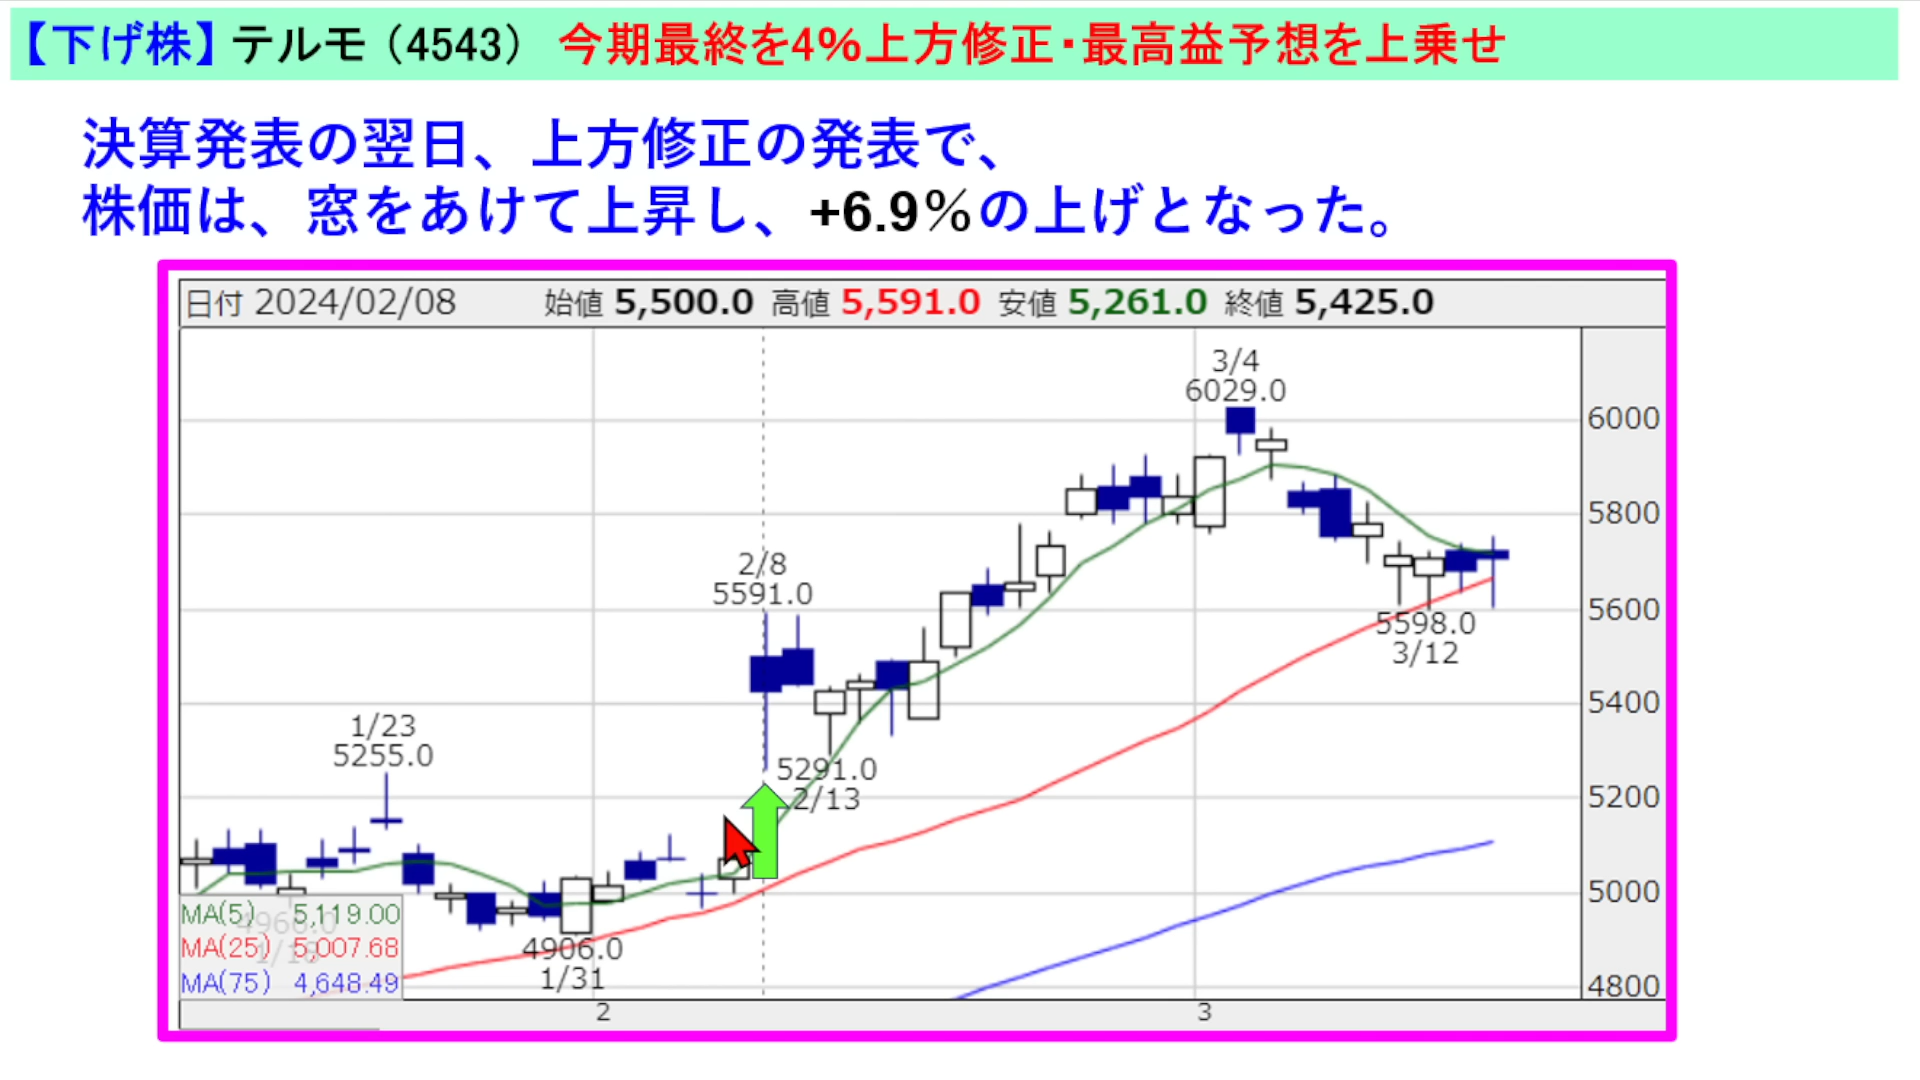 【下げ株】テルモ（4543） 今期最終を4％上方修正・最高益予想を上乗せ
決算発表の翌日、上方修正の発表で、
株価は、窓をあけて上昇し、+6.9％の上げとなった。
日付 2024/02/08 始値 5,500.0 高値 5,591.0 安値 5,261.0 終値 5,425.0
3/4
6029.0
6000
5800
2/8
5591.0
5600
5598.0
3/12
5400
1/23
5255.0
5291.0
2/13
5200
5000
MA(5) 5,119.00
MA(25) 5,007.68
MA(75) 4,648.49
4906.0
1/31
4800
2 3